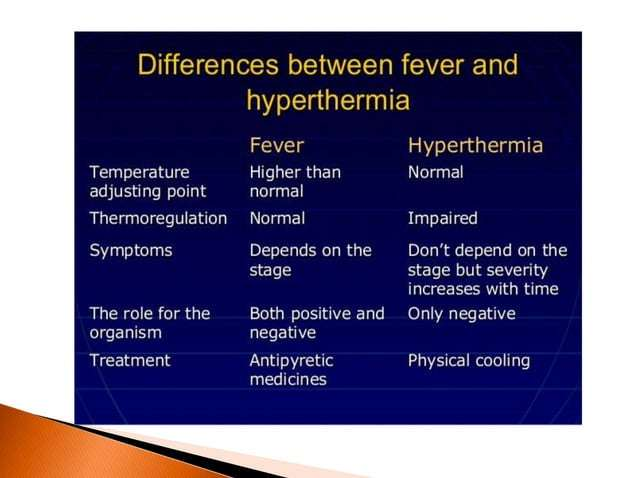 Differences between fever and
hyperthermia
Fever Hyperthermia
Temperature adjusting point Higher than normal Normal
Thermoregulation Normal Impaired
Symptoms Depends on the stage Don't depend on the stage but severity increases with time
The role for the organism Both positive and negative Only negative
Treatment Antipyretic medicines Physical cooling